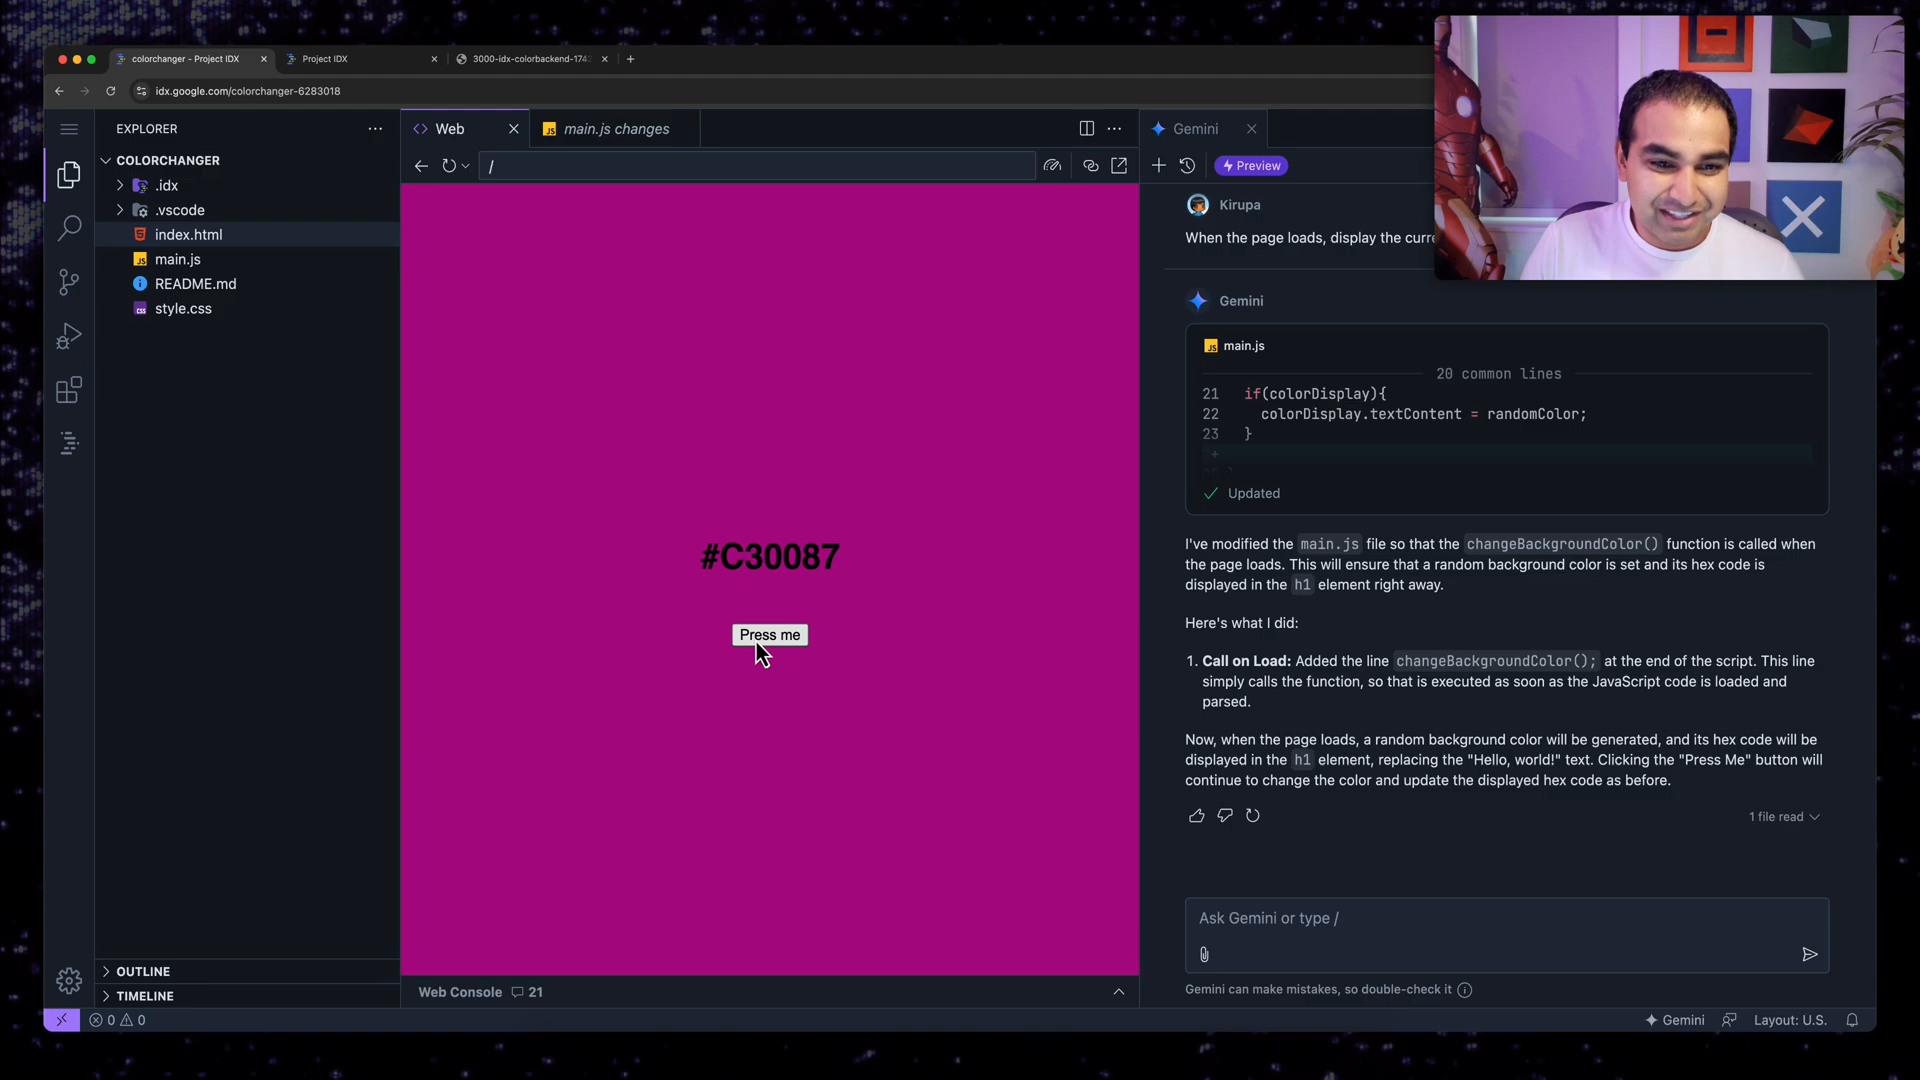 colorchanger - Project IDX
Project IDX
3000-idx-colorbackend-1742
idx.google.com/colorchanger-6283018
EXPLORER
COLORCHANGER
.idx
.vscode
index.html
JS main.js
README.md
css style.css
OUTLINE
TIMELINE
Web
JS main.js changes
/
#C30087
Press me
Web Console 21
0 0
Gemini
Preview
Kirupa
When the page loads, display the curre
Gemini
JS main.js
20 common lines
21 if(colorDisplay){
22 colorDisplay.textContent = randomColor;
23 }
+
Updated
I've modified the main.js file so that the changeBackgroundColor() function is called when
the page loads. This will ensure that a random background color is set and its hex code is
displayed in the h1 element right away.
Here's what I did:
1. Call on Load: Added the line changeBackgroundColor(); at the end of the script. This line
simply calls the function, so that is executed as soon as the JavaScript code is loaded and
parsed.
Now, when the page loads, a random background color will be generated, and its hex code will be
displayed in the h1 element, replacing the "Hello, world!" text. Clicking the "Press Me" button will
continue to change the color and update the displayed hex code as before.
1 file read
Ask Gemini or type /
Gemini can make mistakes, so double-check it
Gemini
Layout: U.S.